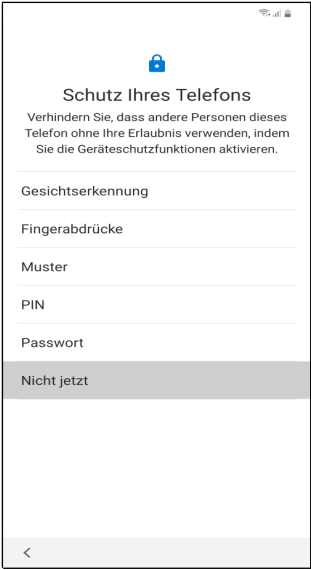 Schutz Ihres Telefons
Verhindern Sie, dass andere Personen dieses
Telefon ohne Ihre Erlaubnis verwenden, indem
Sie die Geräteschutzfunktionen aktivieren.
Gesichtserkennung
Fingerabdrücke
Muster
PIN
Passwort
Nicht jetzt